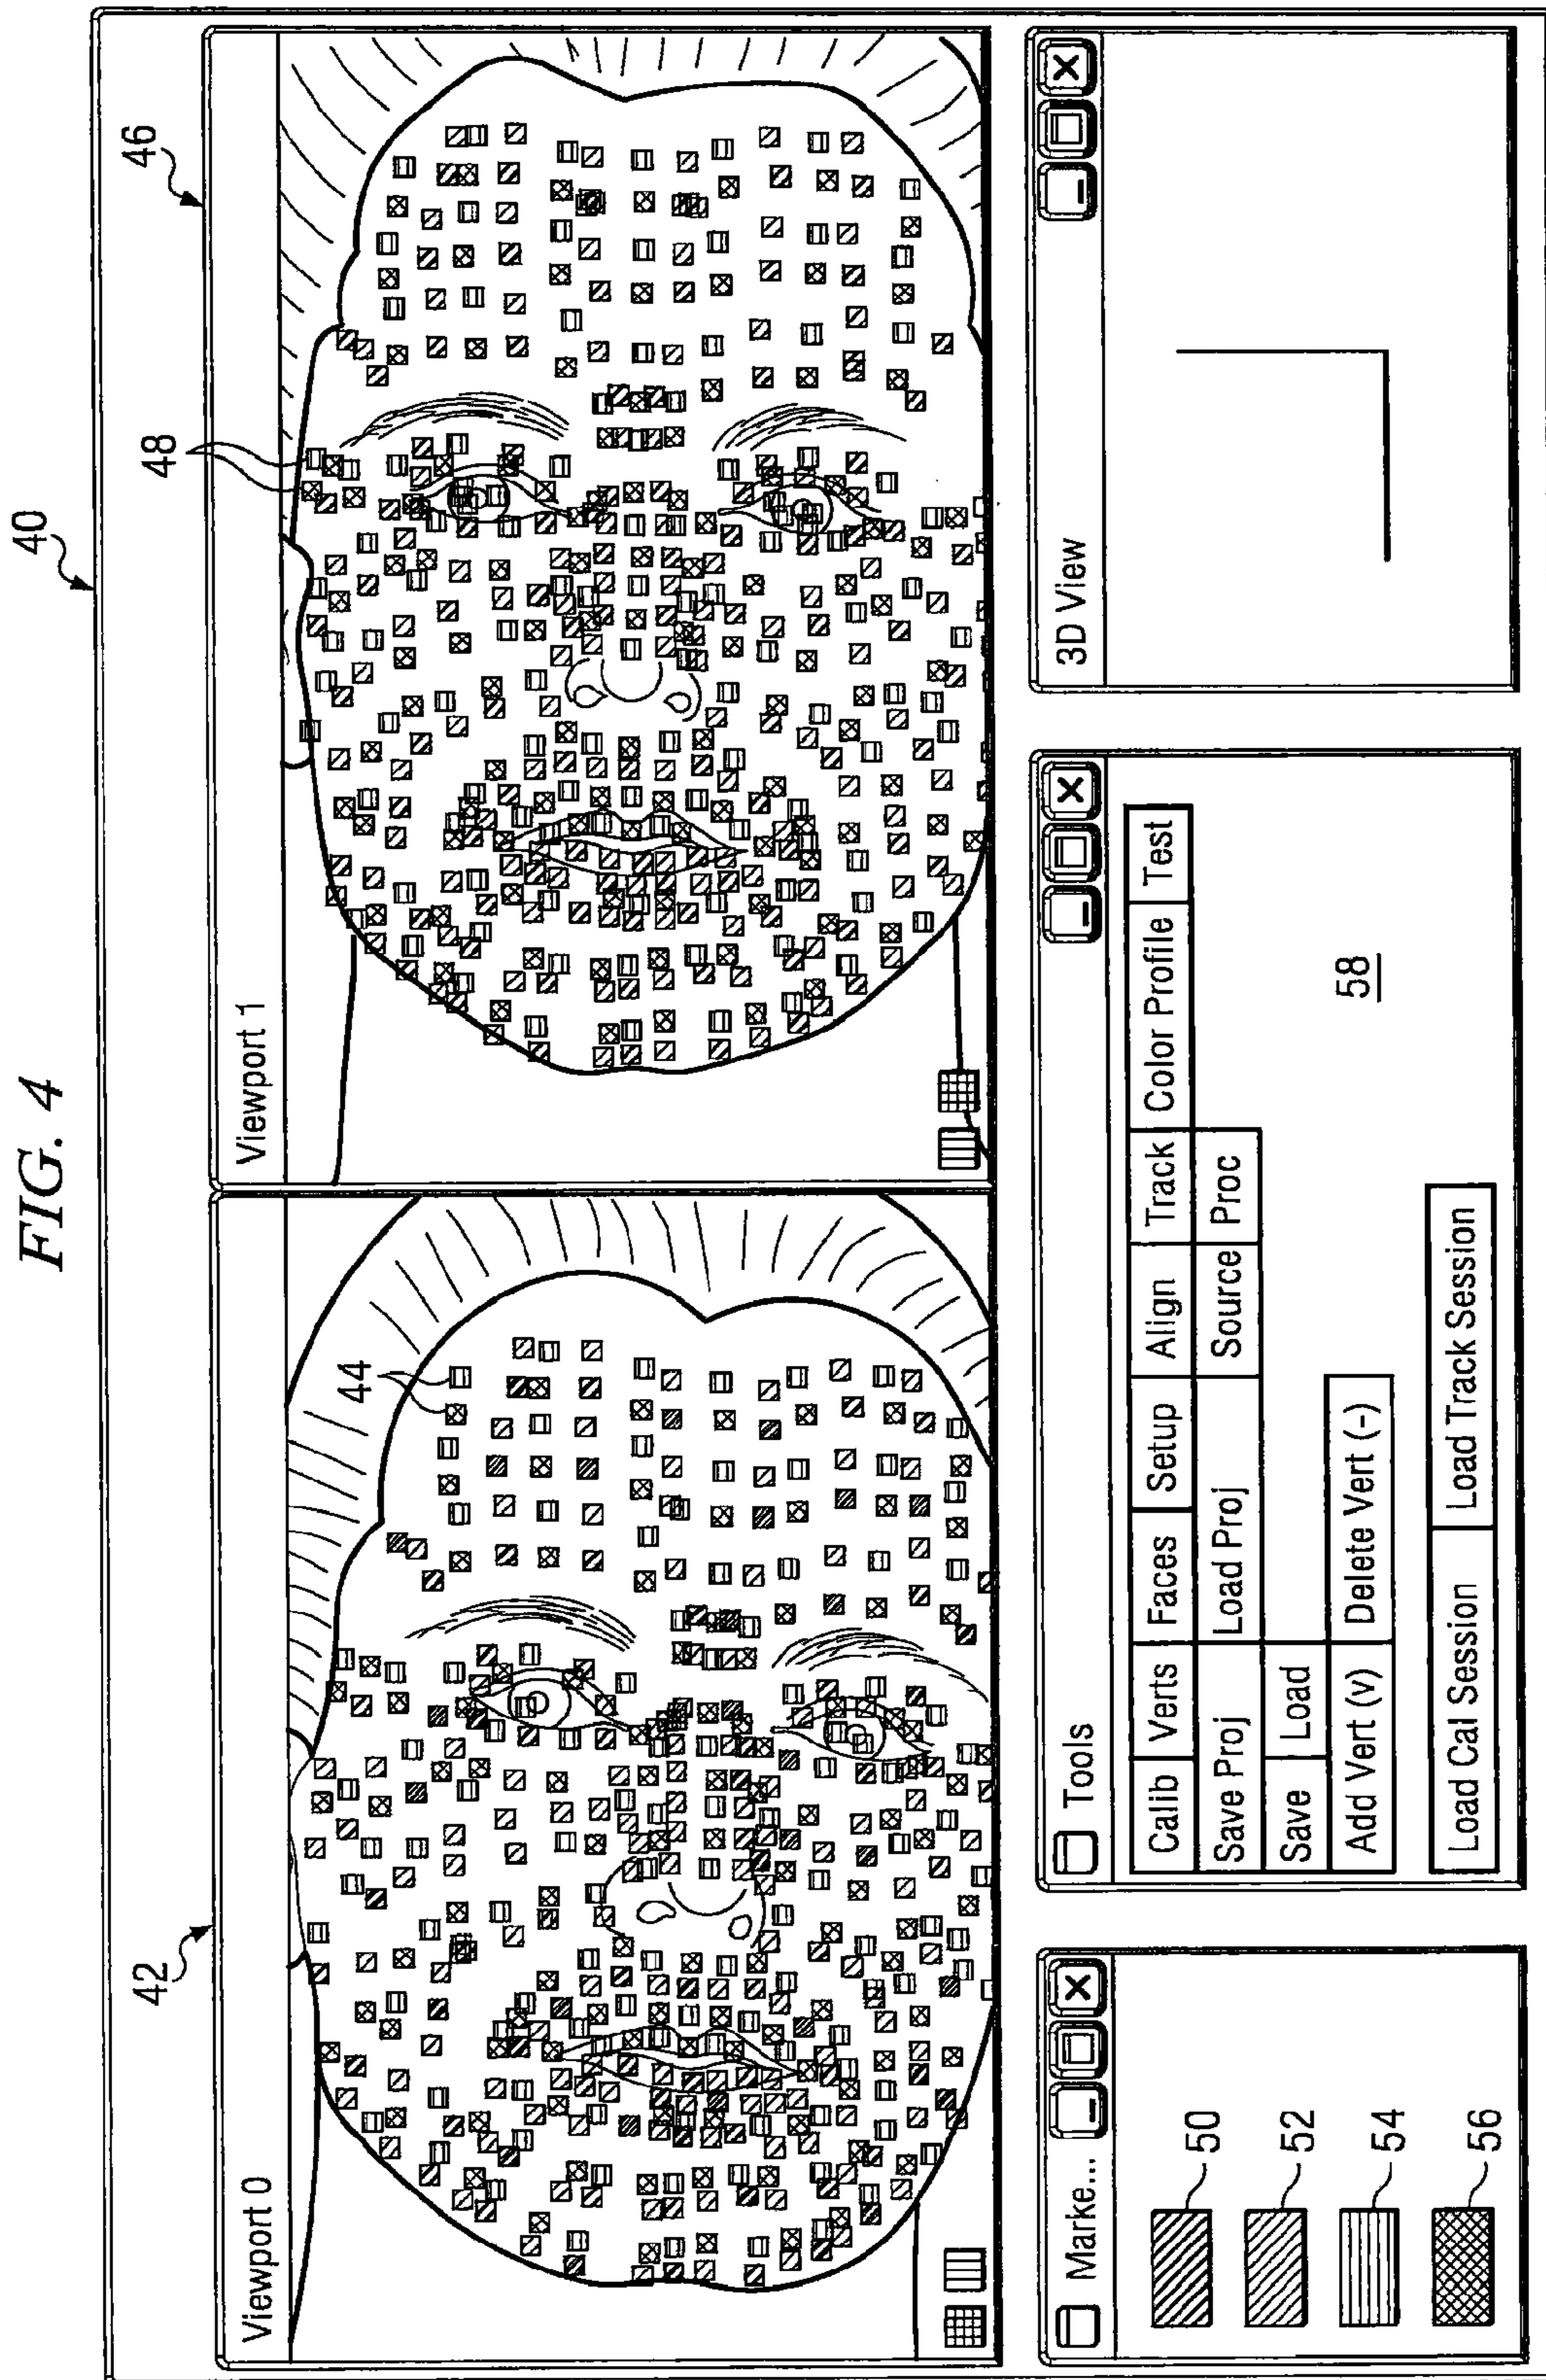 FIG. 4
40
42
46
Viewport 0
Viewport 1
44
48
Marke...
50
52
54
56
Tools
Calib Verts Faces Setup Align Track Color Profile Test
Save Proj Load Proj Source Proc
Save Load
Add Vert (v) Delete Vert (-)
Load Cal Session Load Track Session
58
3D View